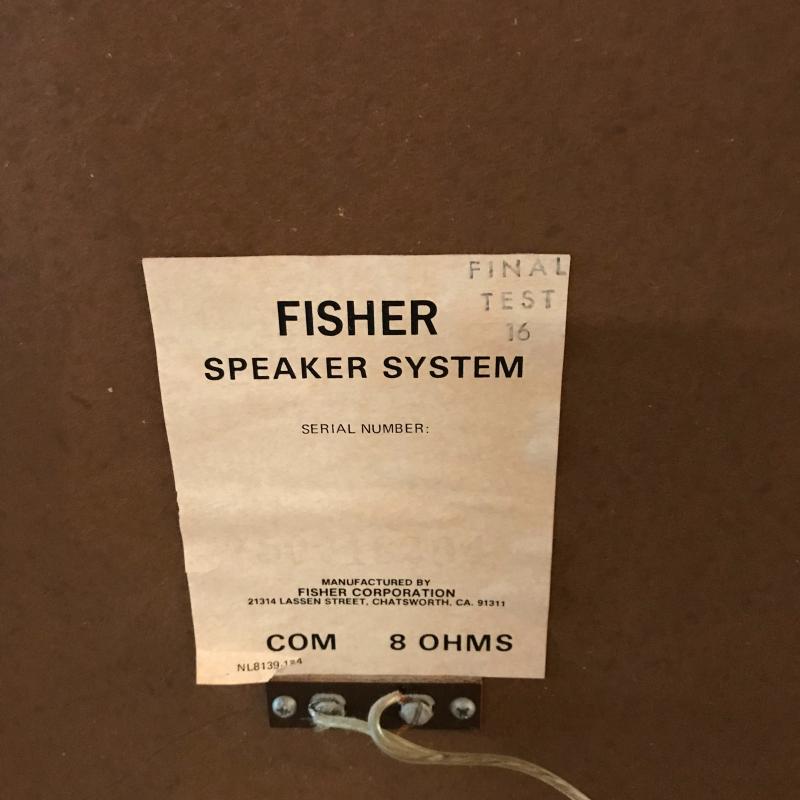 FINAL
TEST
16
FISHER
SPEAKER SYSTEM
SERIAL NUMBER:
MANUFACTURED BY
FISHER CORPORATION
21314 LASSEN STREET, CHATSWORTH, CA. 91311
COM 8 OHMS